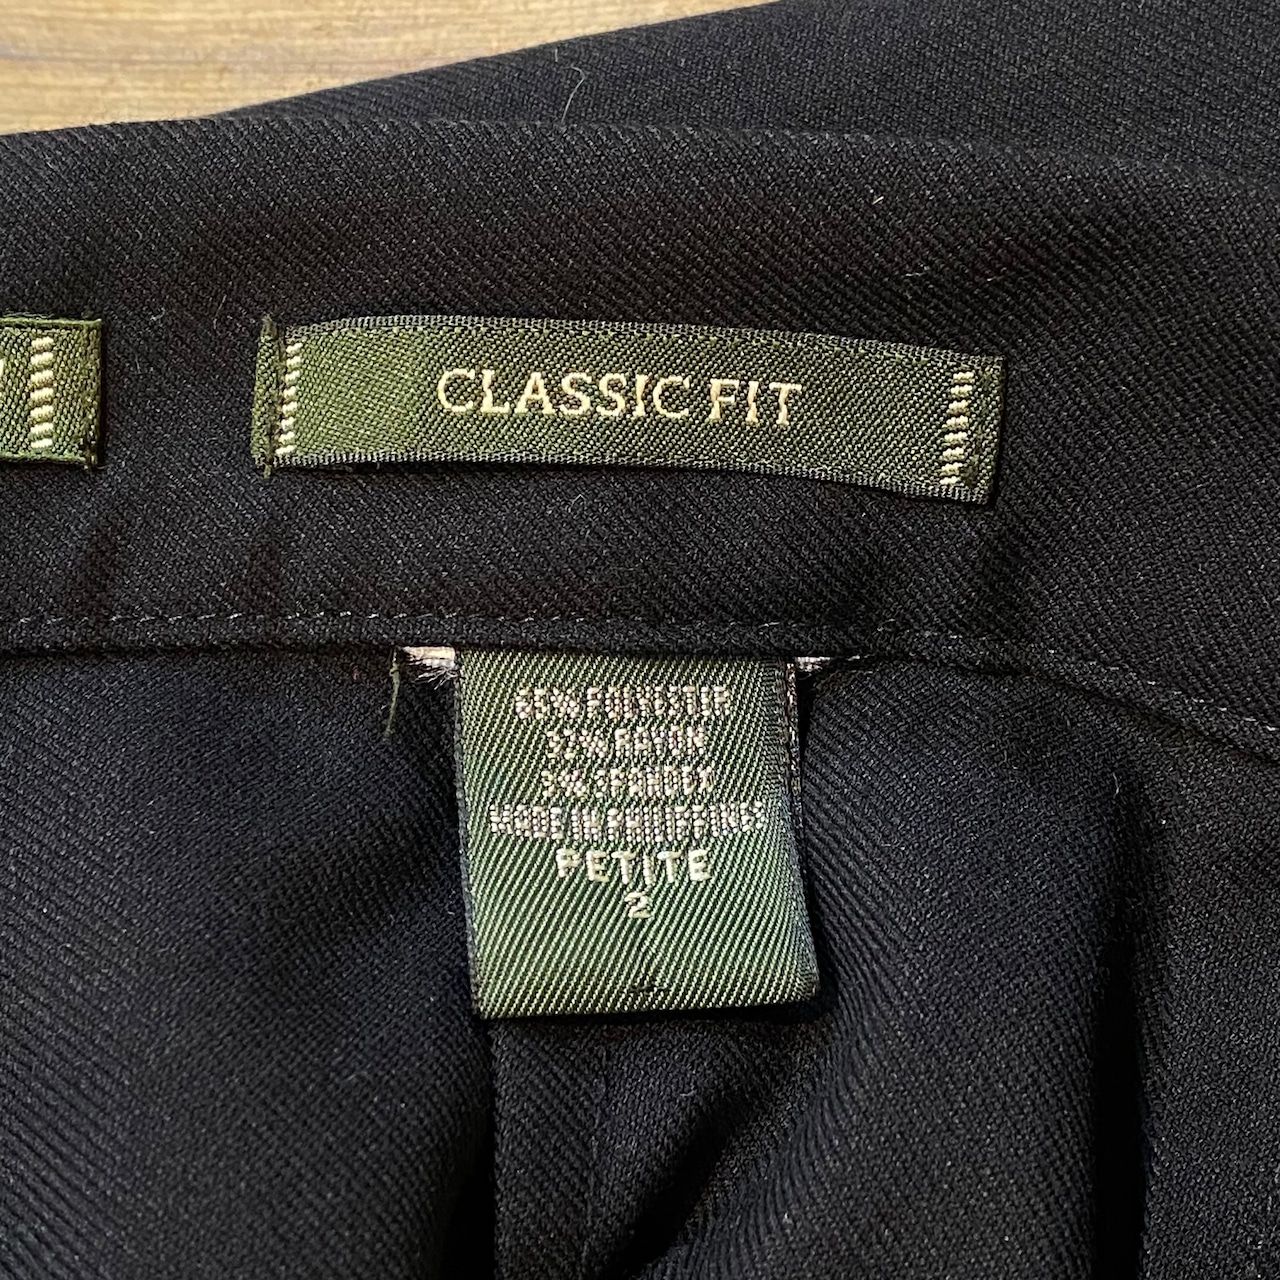 CLASSIC FIT
65% POLYESTER
32% RAYON
3% SPANDEX
MADE IN PHILIPPINES
PETITE
2